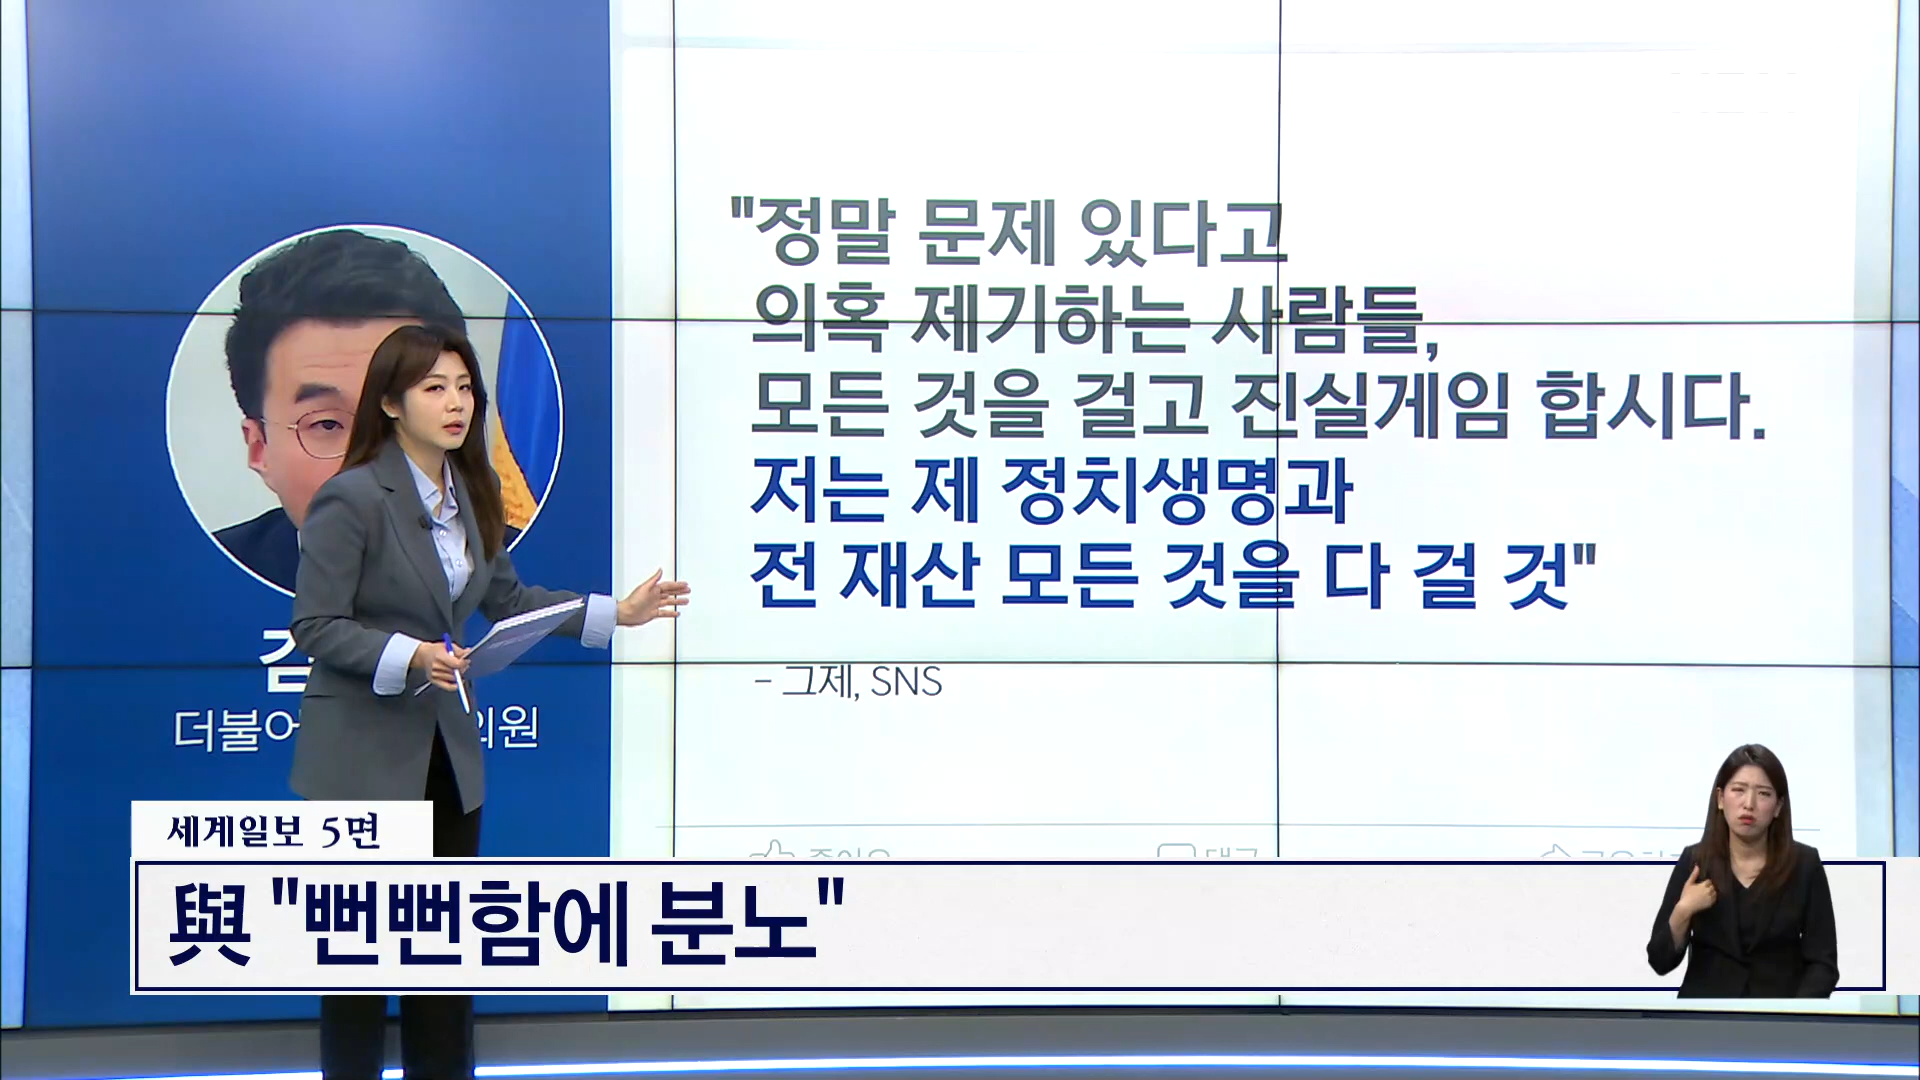 "정말 문제 있다고
의혹 제기하는 사람들,
모든 것을 걸고 진실게임 합시다.
저는 제 정치생명과
전 재산 모든 것을 다 걸 것"
- 그제, SNS
세계일보 5면
與 "뻔뻔함에 분노"